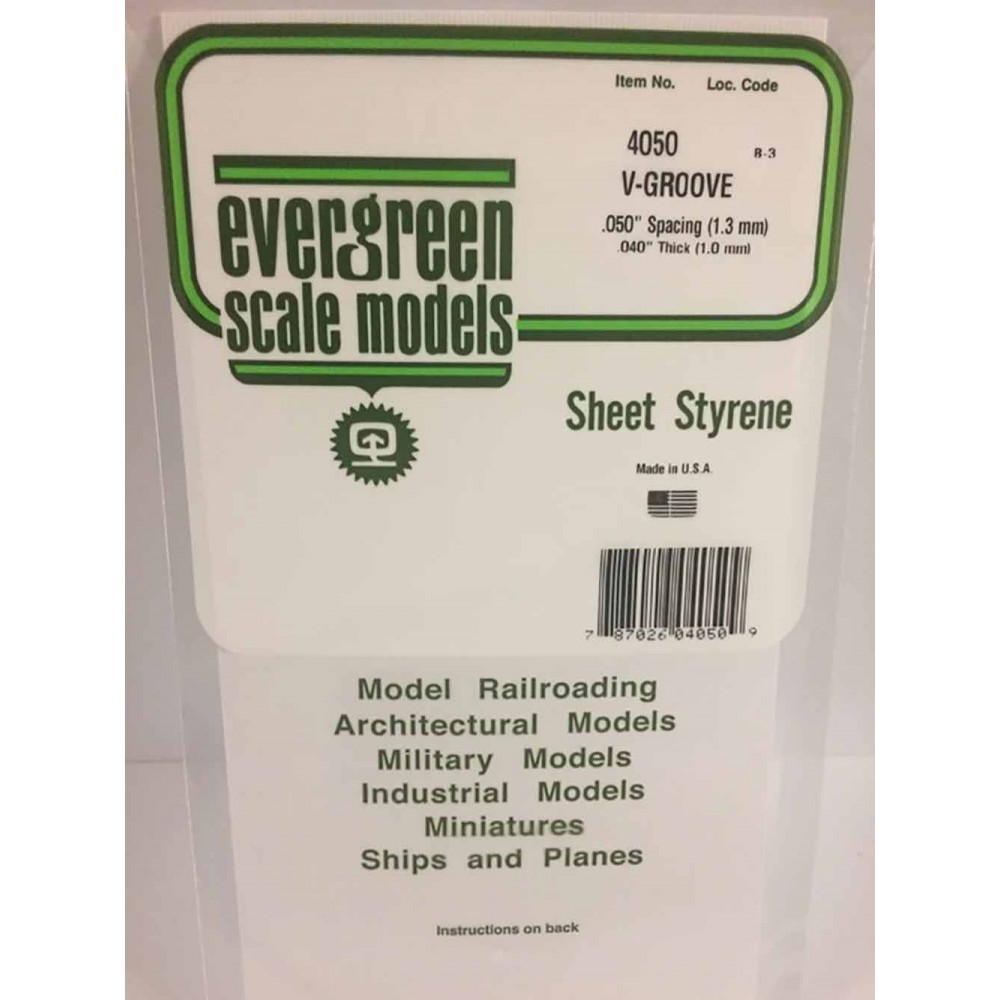 Item No. Loc. Code
4050 R-3
V-GROOVE
.050" Spacing (1.3 mm)
.040" Thick (1.0 mm)
evergreen
scale models
Sheet Styrene
Made in U.S.A.
7 87026 04050 9
Model Railroading
Architectural Models
Military Models
Industrial Models
Miniatures
Ships and Planes
Instructions on back